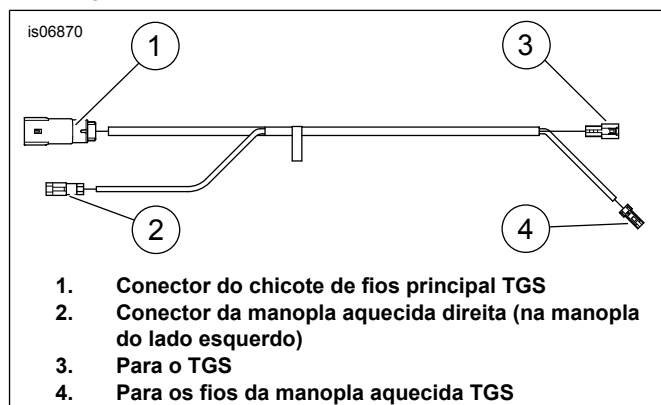 is06870
1
3
2
4
1. Conector do chicote de fios principal TGS
2. Conector da manopla aquecida direita (na manopla
do lado esquerdo)
3. Para o TGS
4. Para os fios da manopla aquecida TGS